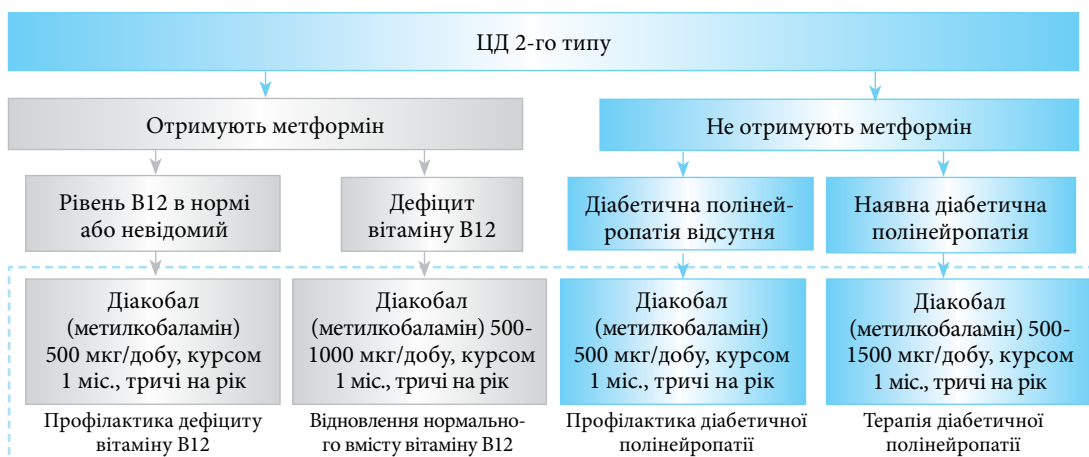 ЦД 2-го типу
Отримують метформін
Не отримують метформін
Рівень В12 в нормі
або невідомий
Дефіцит
вітаміну В12
Діабетична поліней-
ропатія відсутня
Наявна діабетична
полінейропатія
Діакобал
(метилкобаламін)
500 мкг/добу, курсом
1 міс., тричі на рік
Діакобал
(метилкобаламін) 500-
1000 мкг/добу, курсом
1 міс., тричі на рік
Діакобал
(метилкобаламін)
500 мкг/добу, курсом
1 міс., тричі на рік
Діакобал
(метилкобаламін) 500-
1500 мкг/добу, курсом
1 міс., тричі на рік
Профілактика дефіциту
вітаміну В12
Відновлення нормально-
го вмісту вітаміну В12
Профілактика діабетичної
полінейропатії
Терапія діабетичної
полінейропатії